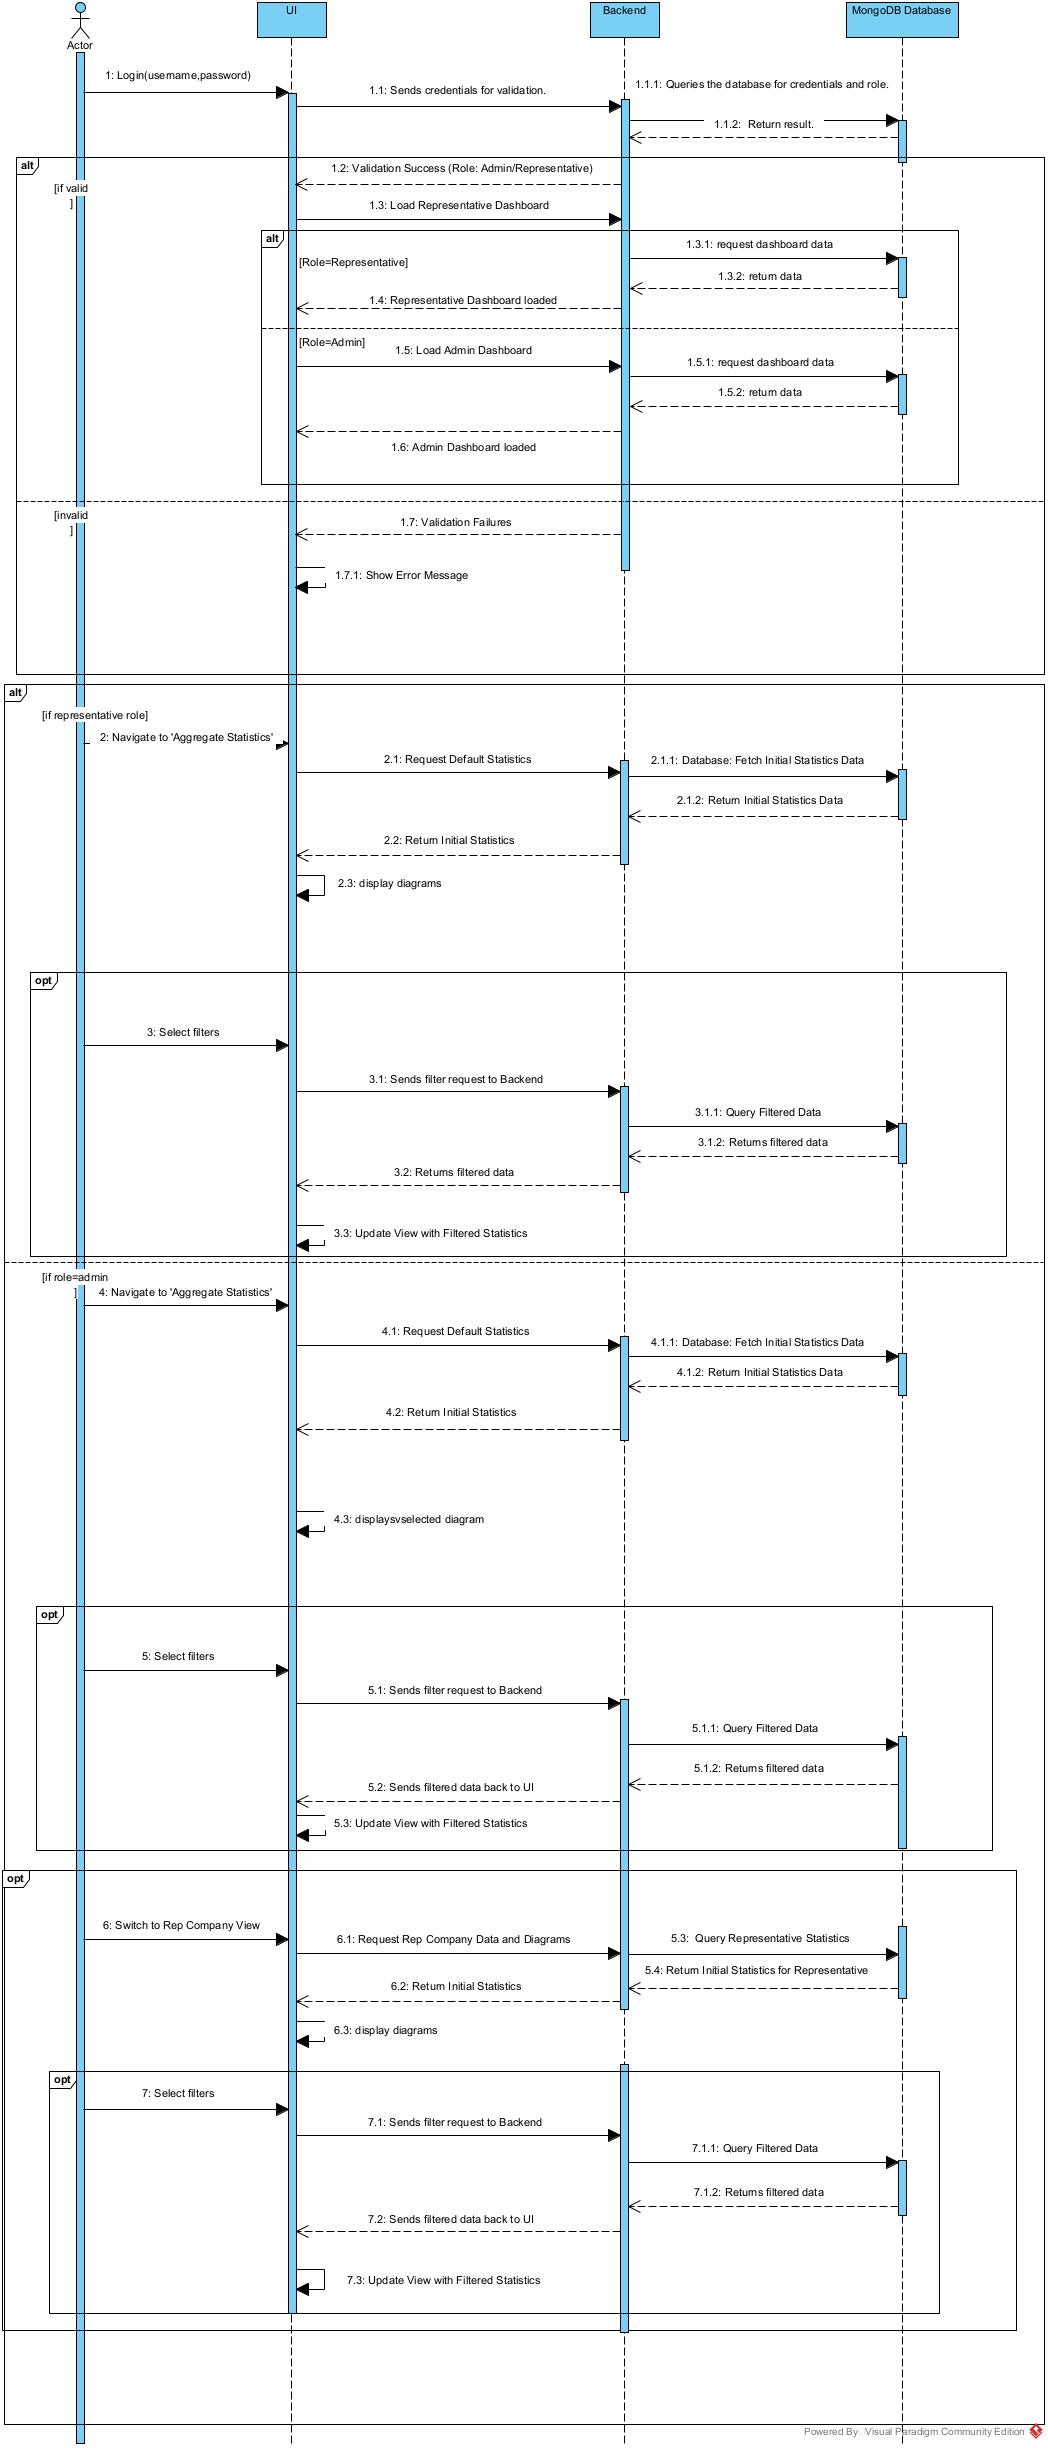 UI
Backend
MongoDB Database
Actor
1: Login(username,password)
1.1: Sends credentials for validation.
1.1.1: Queries the database for credentials and role.
1.1.2:  Return result.
alt
1.2: Validation Success (Role: Admin/Representative)
[if valid
]
1.3: Load Representative Dashboard
alt
1.3.1: request dashboard data
[Role=Representative]
1.3.2: return data
1.4: Representative Dashboard loaded
[Role=Admin]
1.5: Load Admin Dashboard
1.5.1: request dashboard data
1.5.2: return data
1.6: Admin Dashboard loaded
[invalid
]
1.7: Validation Failures
1.7.1: Show Error Message
alt
[if representative role]
2: Navigate to 'Aggregate Statistics'
2.1: Request Default Statistics
2.1.1: Database: Fetch Initial Statistics Data
2.1.2: Return Initial Statistics Data
2.2: Return Initial Statistics
2.3: display diagrams
opt
3: Select filters
3.1: Sends filter request to Backend
3.1.1: Query Filtered Data
3.1.2: Returns filtered data
3.2: Returns filtered data
3.3: Update View with Filtered Statistics
[if role=admin
]
4: Navigate to 'Aggregate Statistics'
4.1: Request Default Statistics
4.1.1: Database: Fetch Initial Statistics Data
4.1.2: Return Initial Statistics Data
4.2: Return Initial Statistics
4.3: displaysvselected diagram
opt
5: Select filters
5.1: Sends filter request to Backend
5.1.1: Query Filtered Data
5.1.2: Returns filtered data
5.2: Sends filtered data back to UI
5.3: Update View with Filtered Statistics
opt
6: Switch to Rep Company View
6.1: Request Rep Company Data and Diagrams
5.3:  Query Representative Statistics
5.4: Return Initial Statistics for Representative
6.2: Return Initial Statistics
6.3: display diagrams
opt
7: Select filters
7.1: Sends filter request to Backend
7.1.1: Query Filtered Data
7.1.2: Returns filtered data
7.2: Sends filtered data back to UI
7.3: Update View with Filtered Statistics
Powered By Visual Paradigm Community Edition